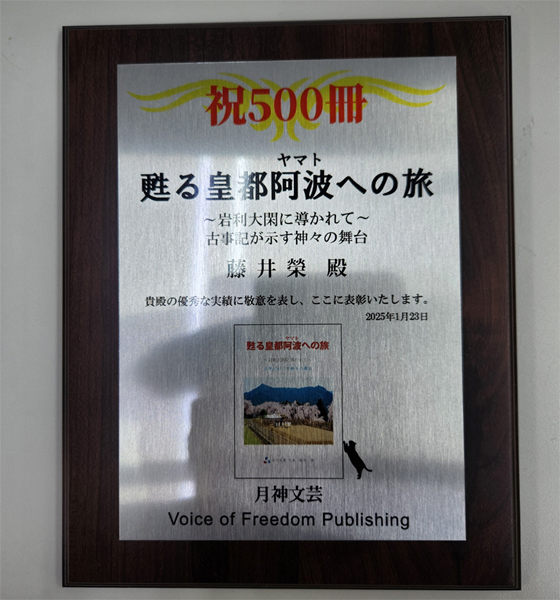 祝500冊
ヤマト
甦る皇都阿波への旅
～岩利大閑に導かれて～
古事記が示す神々の舞台
藤井榮 殿
貴殿の優秀な実績に敬意を表し、ここに表彰いたします。
2025年1月23日
ヤマト
甦る皇都阿波への旅
月神文芸
Voice of Freedom Publishing